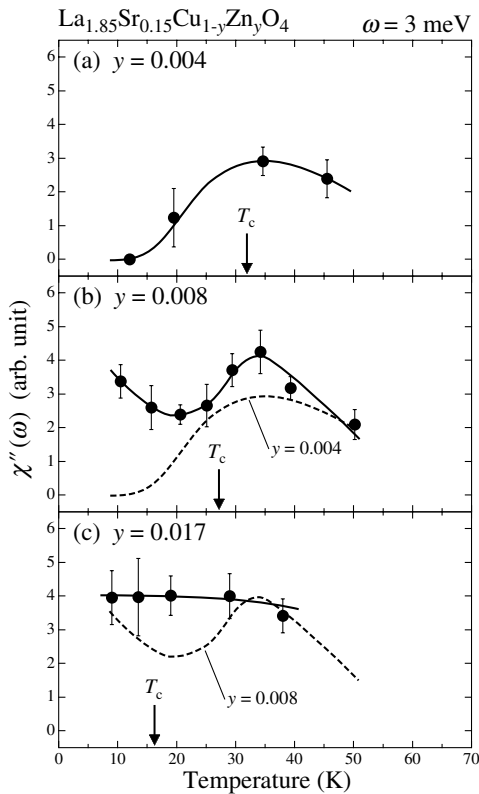 La₁.₈₅Sr₀.₁₅Cu₁₋yZnyO₄ ω = 3 meV
(a) y = 0.004
6
5
4
3
2
1
0
Tc
(b) y = 0.008
6
5
4
3
2
1
0
y = 0.004
Tc
χ″(ω) (arb. unit)
(c) y = 0.017
6
5
4
3
2
1
0
Tc
y = 0.008
0 10 20 30 40 50 60 70
Temperature (K)